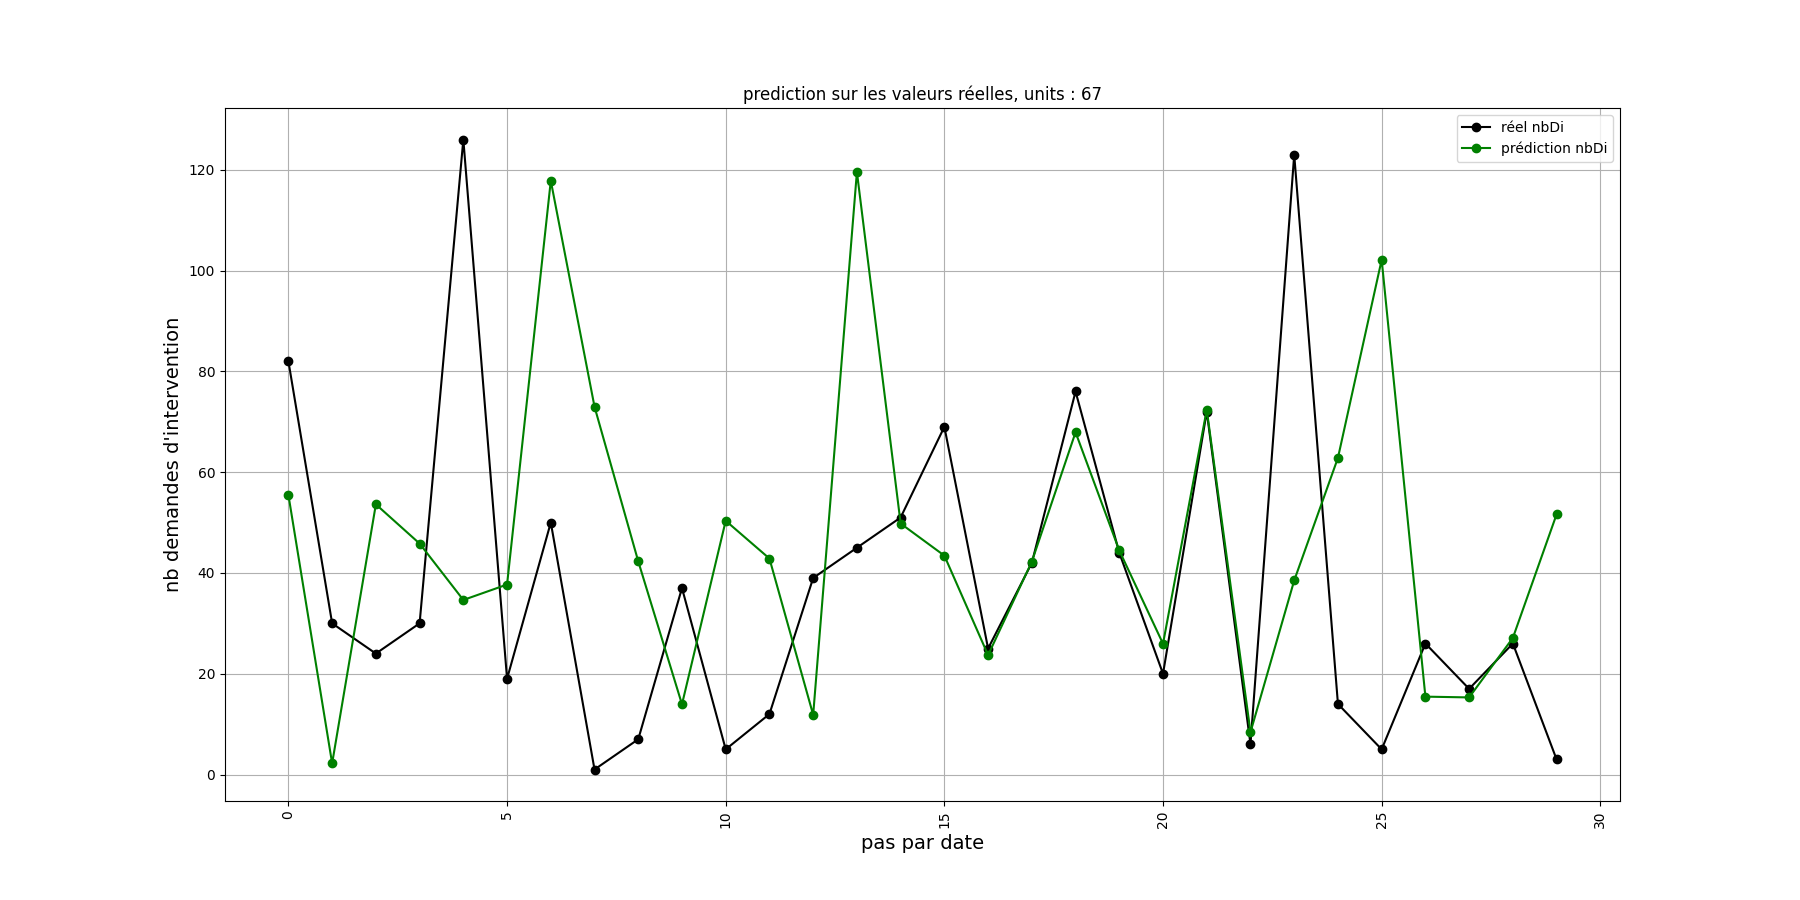 prediction sur les valeurs réelles, units : 67
réel nbDi
prédiction nbDi
nb demandes d'intervention
120
100
80
60
40
20
0
0
5
10
15
20
25
30
pas par date